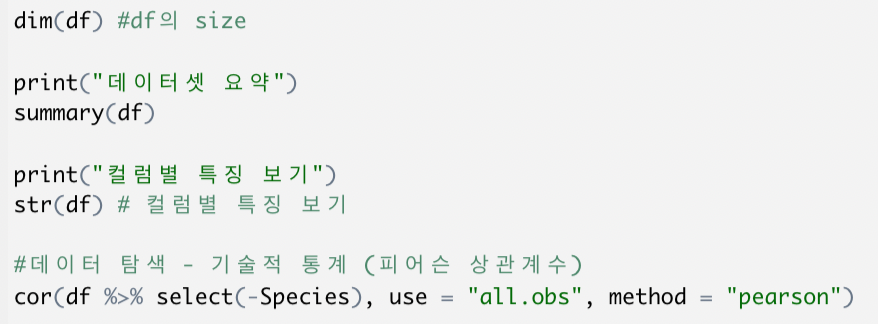 dim(df) #df의 size
print("데이터셋 요약")
summary(df)
print("컬럼별 특징 보기")
str(df) # 컬럼별 특징 보기
#데이터 탐색 - 기술적 통계 (피어슨 상관계수)
cor(df %>% select(-Species), use = "all.obs", method = "pearson")